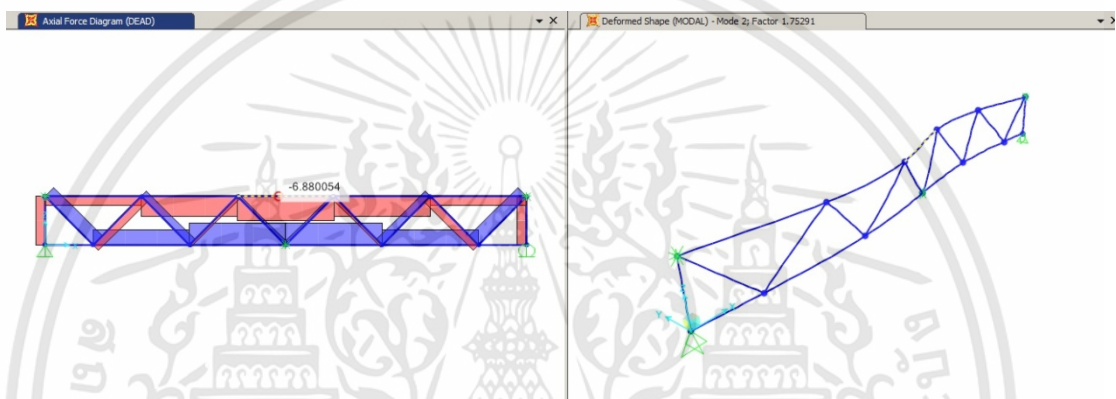 Axial Force Diagram (DEAD)
Deformed Shape (MODAL) - Mode 2; Factor 1.75291
-6.880054
Y